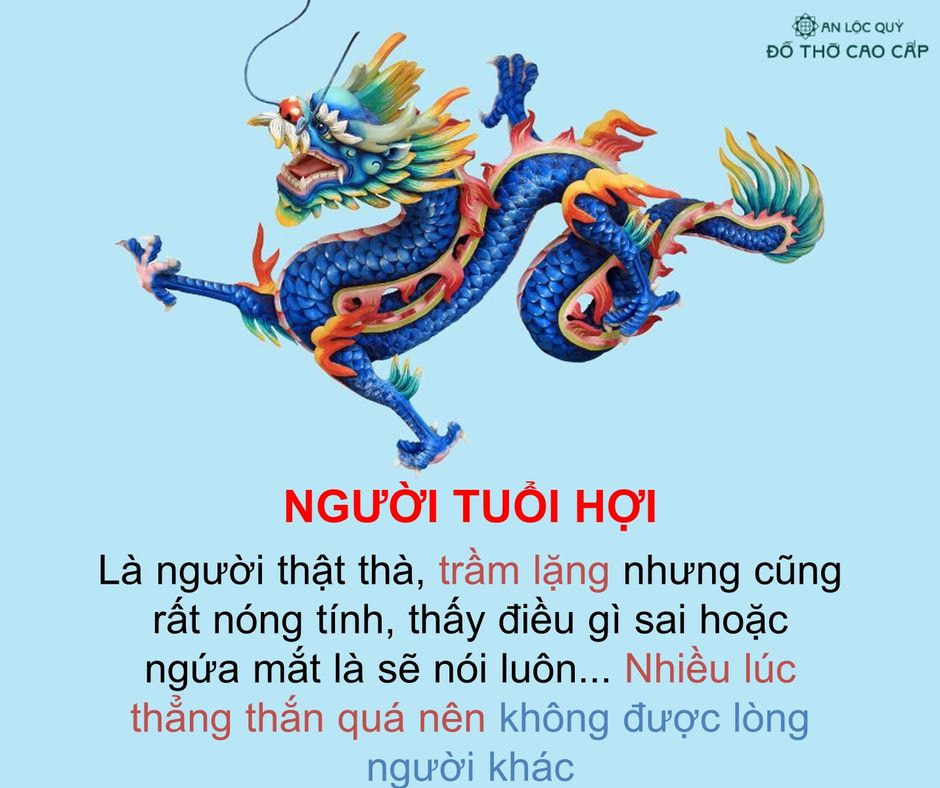 AN LỘC QUÝ
ĐỒ THỜ CAO CẤP
NGƯỜI TUỔI HỢI
Là người thật thà, trầm lặng nhưng cũng
rất nóng tính, thấy điều gì sai hoặc
ngứa mắt là sẽ nói luôn... Nhiều lúc
thẳng thắn quá nên không được lòng
người khác